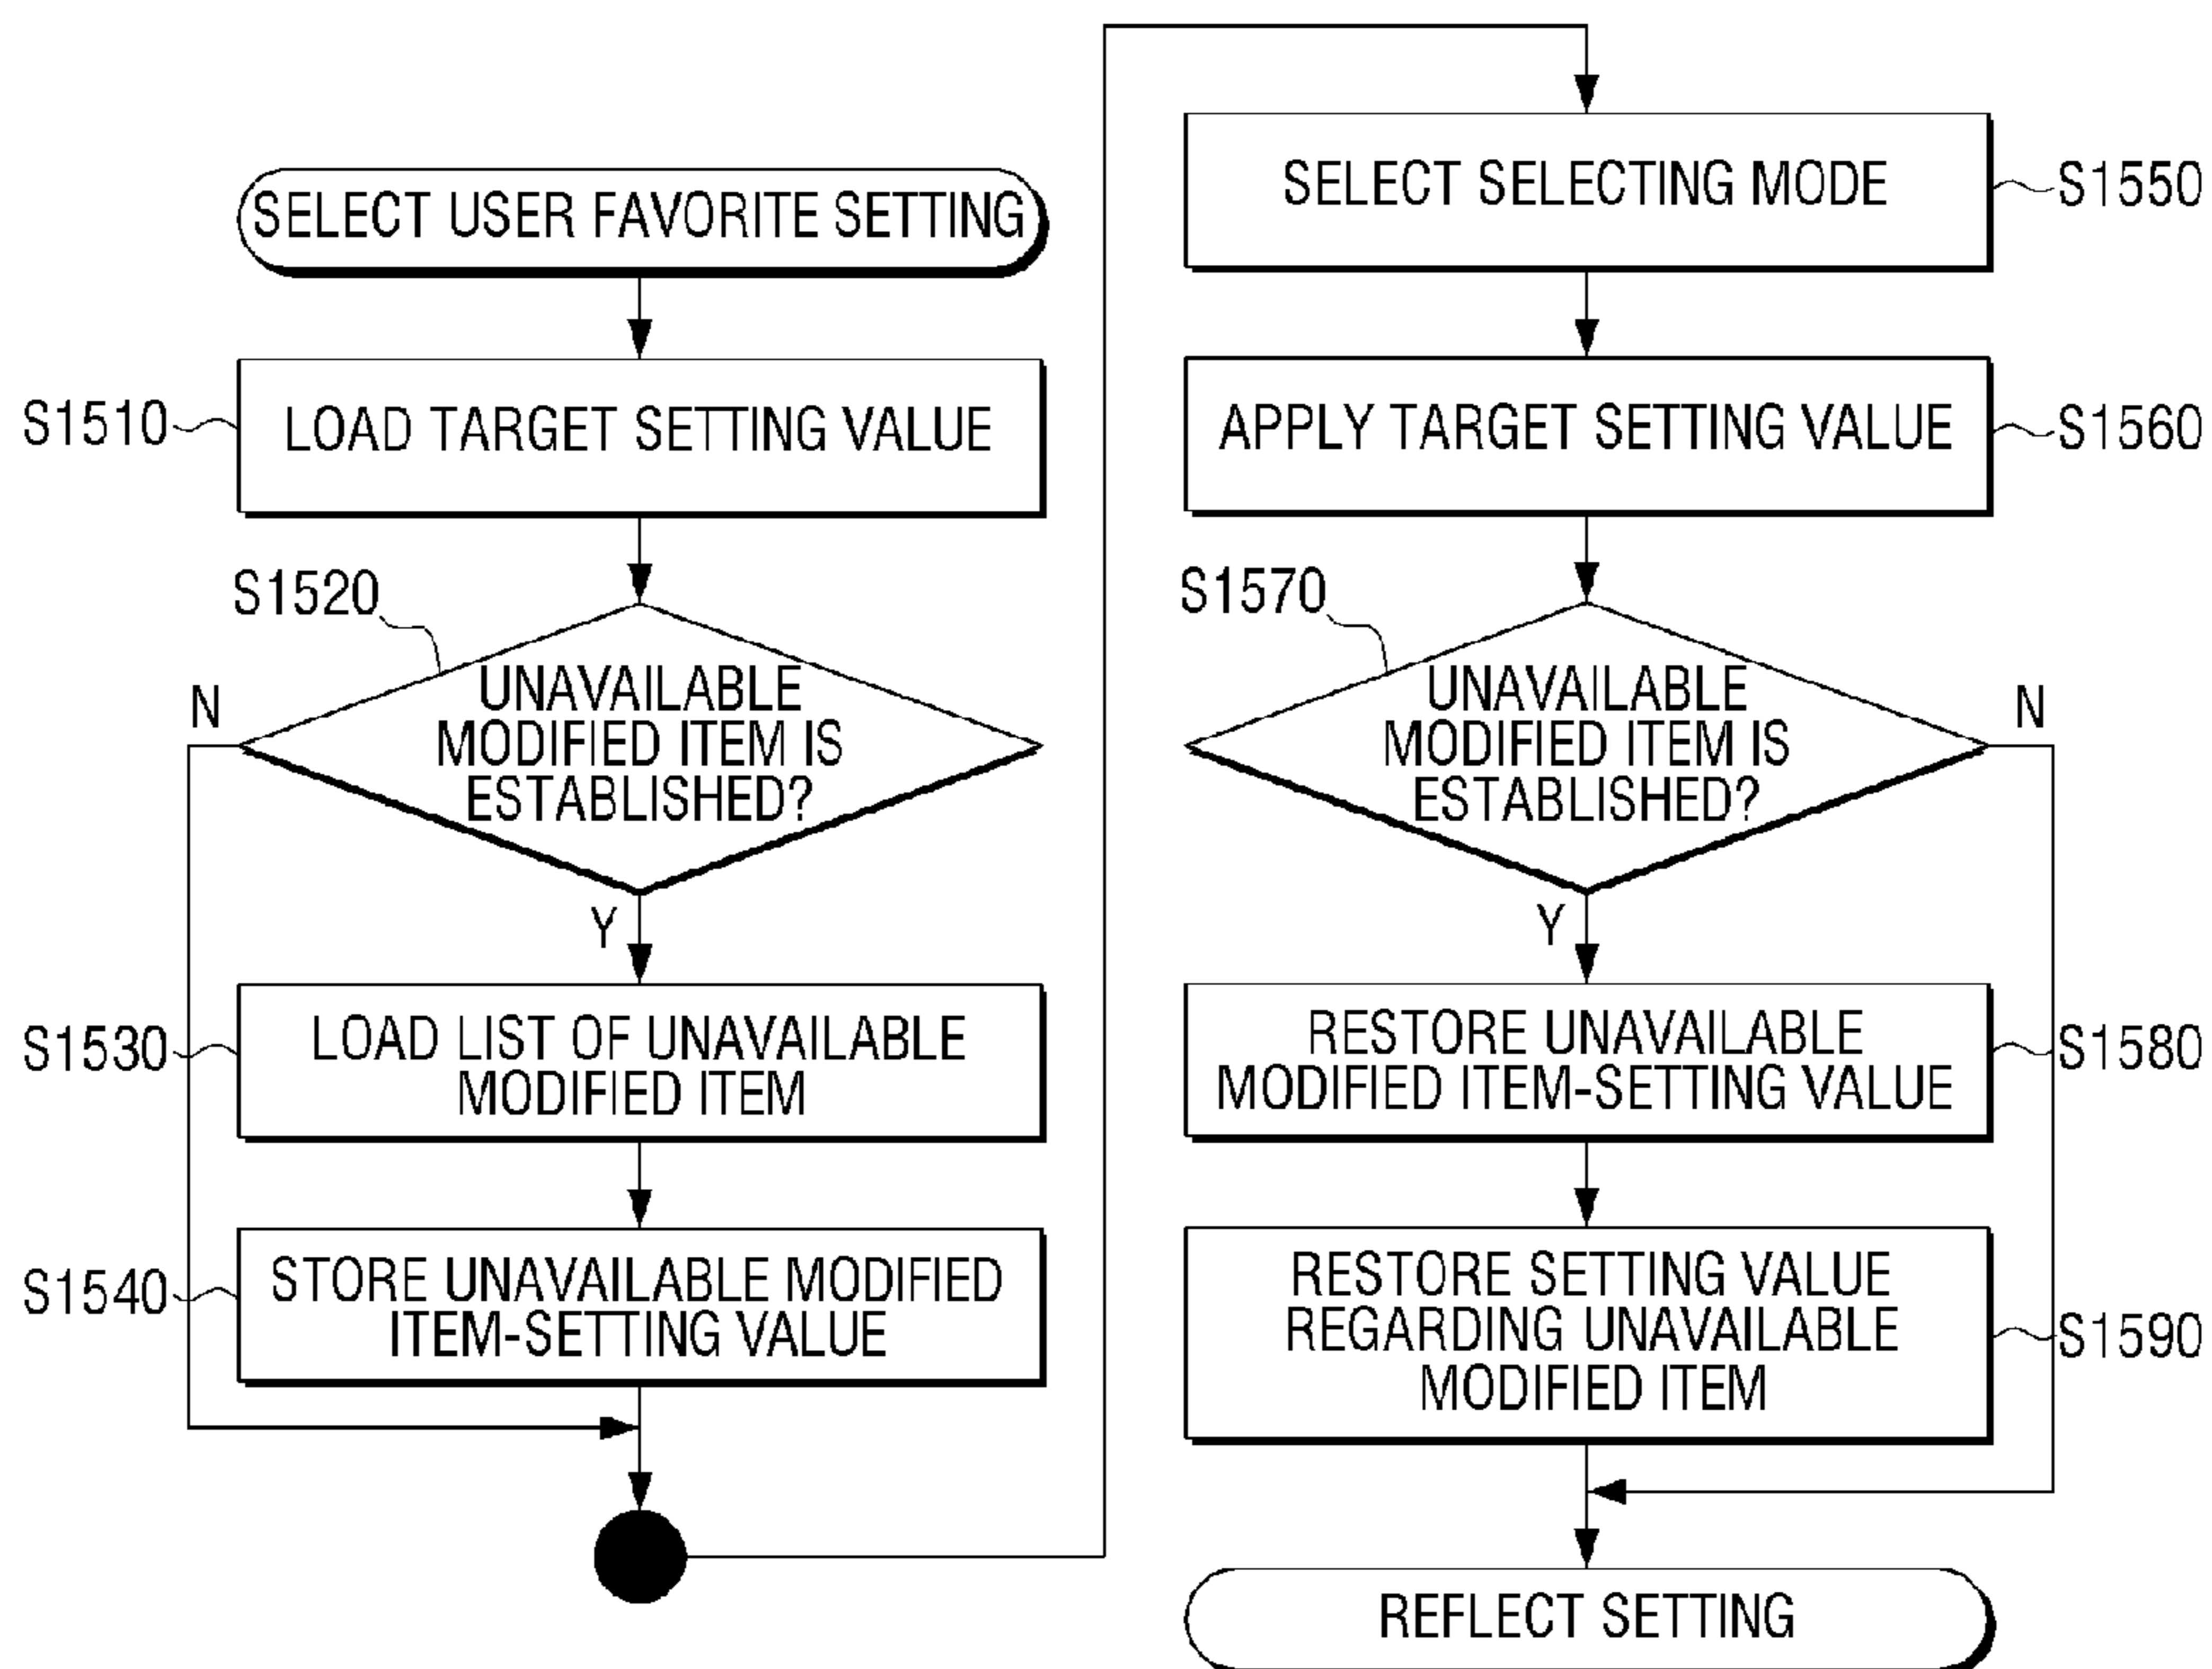 SELECT USER FAVORITE SETTING
S1510
LOAD TARGET SETTING VALUE
S1520
UNAVAILABLE
MODIFIED ITEM IS
ESTABLISHED?
N
Y
S1530
LOAD LIST OF UNAVAILABLE
MODIFIED ITEM
S1540
STORE UNAVAILABLE MODIFIED
ITEM-SETTING VALUE
SELECT SELECTING MODE
S1550
APPLY TARGET SETTING VALUE
S1560
S1570
UNAVAILABLE
MODIFIED ITEM IS
ESTABLISHED?
N
Y
RESTORE UNAVAILABLE
MODIFIED ITEM-SETTING VALUE
S1580
RESTORE SETTING VALUE
REGARDING UNAVAILABLE
MODIFIED ITEM
S1590
REFLECT SETTING